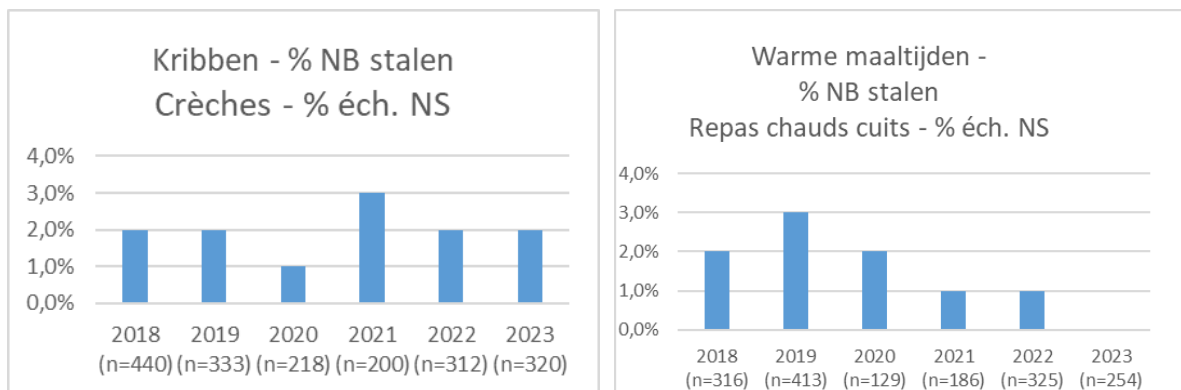 Kribben - % NB stalen
Crèches - % éch. NS
4,0%
3,0%
2,0%
1,0%
0,0%
2018 2019 2020 2021 2022 2023
(n=440) (n=333) (n=218) (n=200) (n=312) (n=320)
Warme maaltijden -
% NB stalen
Repas chauds cuits - % éch. NS
4,0%
3,0%
2,0%
1,0%
0,0%
2018 2019 2020 2021 2022 2023
(n=316) (n=413) (n=129) (n=186) (n=325) (n=254)